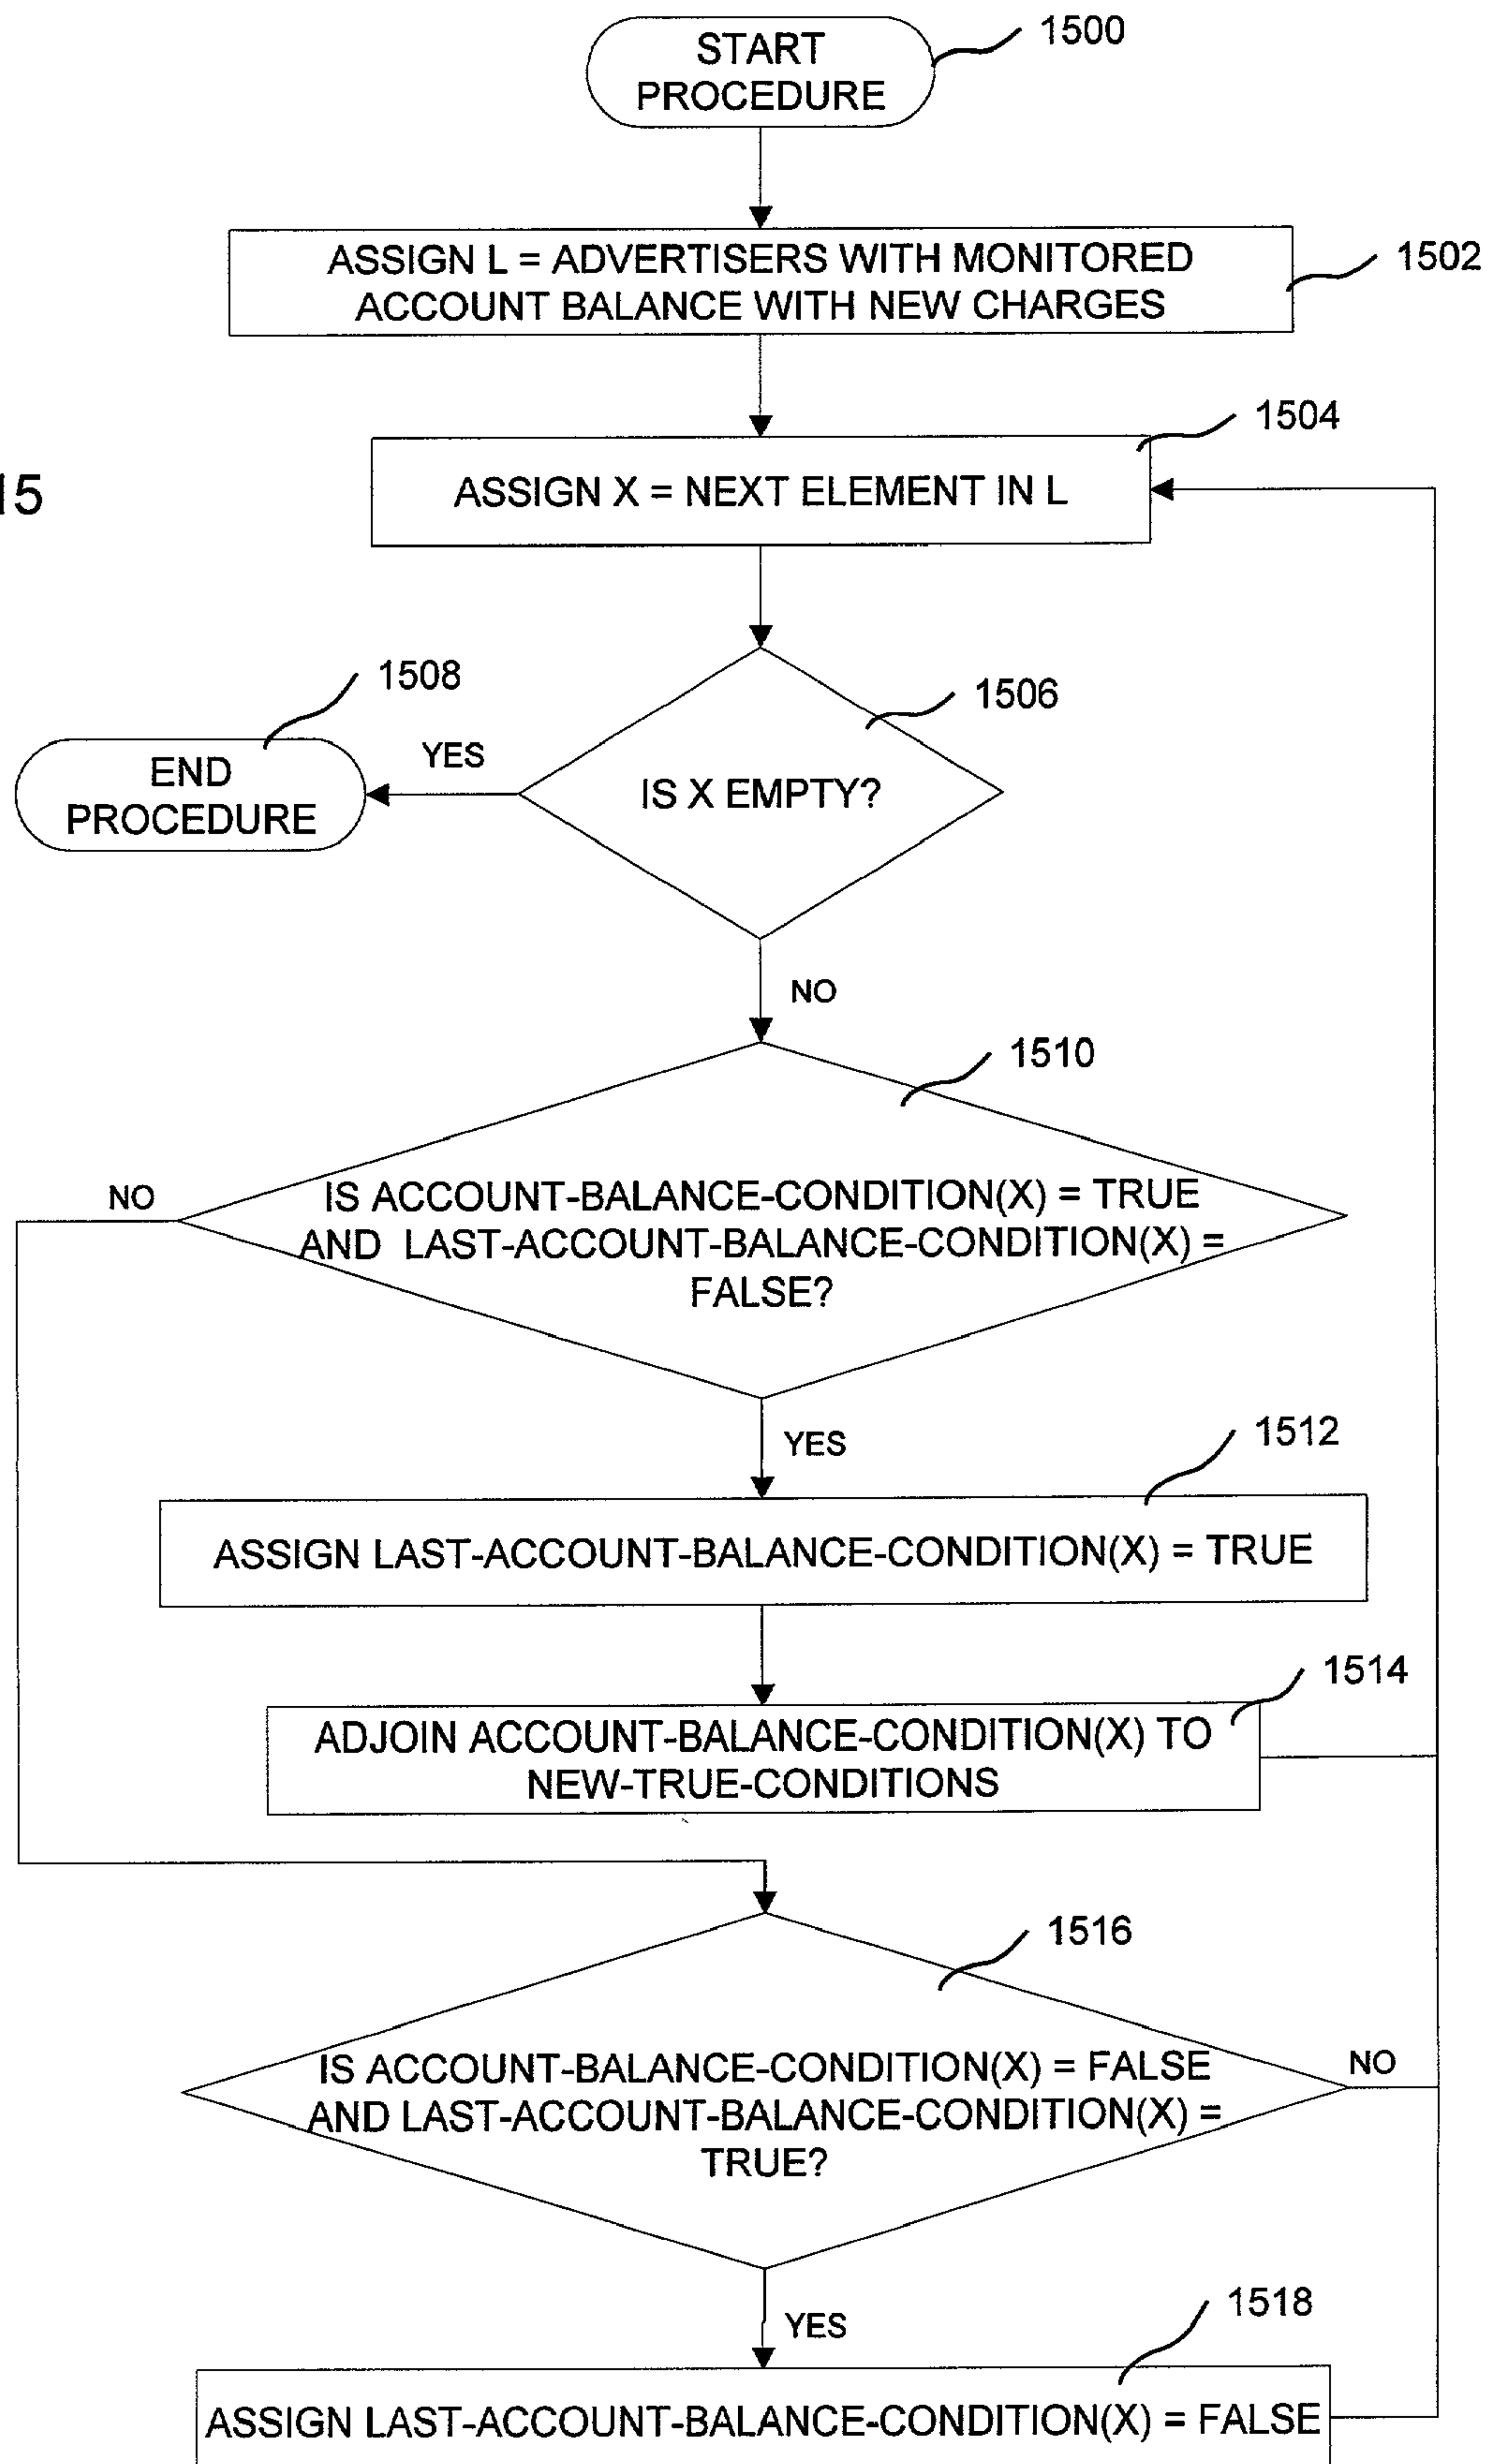 START
PROCEDURE
1500
ASSIGN L = ADVERTISERS WITH MONITORED
ACCOUNT BALANCE WITH NEW CHARGES
1502
15
1504
ASSIGN X = NEXT ELEMENT IN L
1508
1506
END
PROCEDURE
YES
IS X EMPTY?
NO
1510
NO
IS ACCOUNT-BALANCE-CONDITION(X) = TRUE
AND LAST-ACCOUNT-BALANCE-CONDITION(X) =
FALSE?
YES
1512
ASSIGN LAST-ACCOUNT-BALANCE-CONDITION(X) = TRUE
1514
ADJOIN ACCOUNT-BALANCE-CONDITION(X) TO
NEW-TRUE-CONDITIONS
1516
IS ACCOUNT-BALANCE-CONDITION(X) = FALSE
AND LAST-ACCOUNT-BALANCE-CONDITION(X) =
TRUE?
NO
YES
1518
ASSIGN LAST-ACCOUNT-BALANCE-CONDITION(X) = FALSE